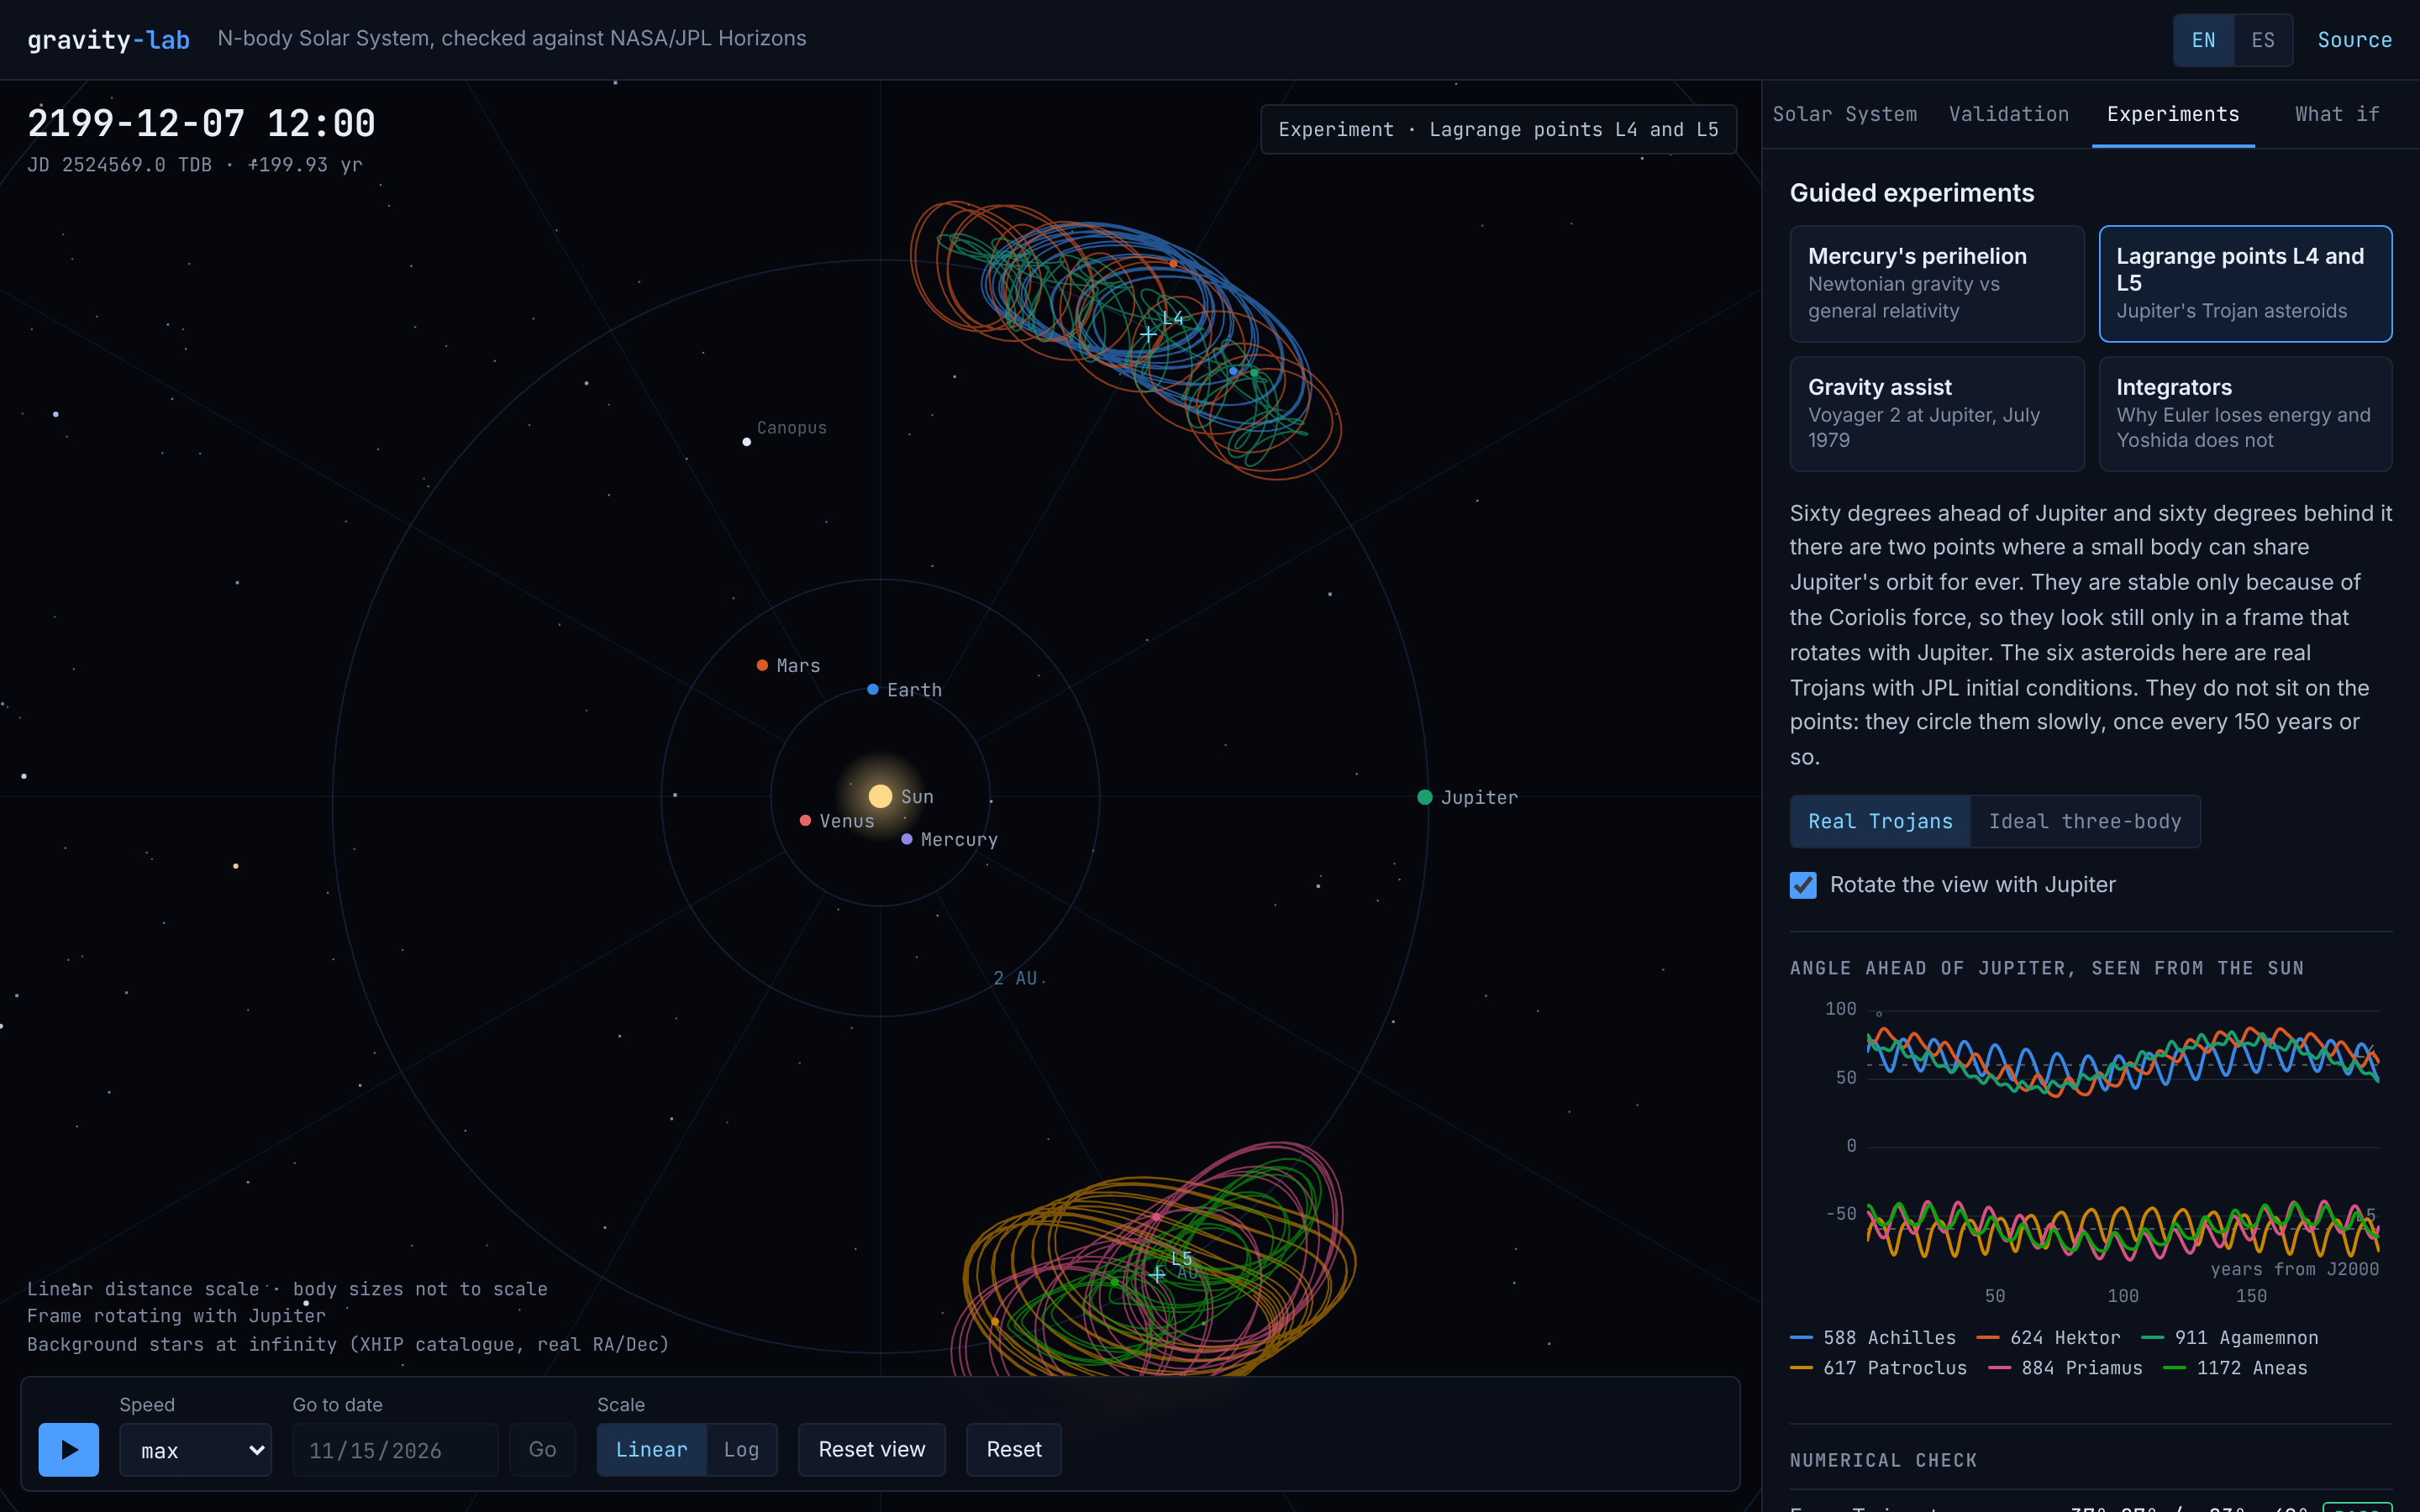 gravity-lab N-body Solar System, checked against NASA/JPL Horizons EN ES Source
2199-12-07 12:00
JD 2524569.0 TDB · +199.93 yr
Experiment · Lagrange points L4 and L5
L4
Canopus
Mars
Earth
Sun
Venus
Mercury
Jupiter
2 AU
L5
AU
Linear distance scale · body sizes not to scale
Frame rotating with Jupiter
Background stars at infinity (XHIP catalogue, real RA/Dec)
Speed Go to date Scale
max 11/15/2026 Go Linear Log Reset view Reset
Solar System Validation Experiments What if
Guided experiments
Mercury's perihelion
Newtonian gravity vs
general relativity
Lagrange points L4 and
L5
Jupiter's Trojan asteroids
Gravity assist
Voyager 2 at Jupiter, July
1979
Integrators
Why Euler loses energy and
Yoshida does not
Sixty degrees ahead of Jupiter and sixty degrees behind it
there are two points where a small body can share
Jupiter's orbit for ever. They are stable only because of
the Coriolis force, so they look still only in a frame that
rotates with Jupiter. The six asteroids here are real
Trojans with JPL initial conditions. They do not sit on the
points: they circle them slowly, once every 150 years or
so.
Real Trojans Ideal three-body
Rotate the view with Jupiter
ANGLE AHEAD OF JUPITER, SEEN FROM THE SUN
100
°
L4
50
0
-50
L5
years from J2000
50 100 150
588 Achilles 624 Hektor 911 Agamemnon
617 Patroclus 884 Priamus 1172 Aneas
NUMERICAL CHECK